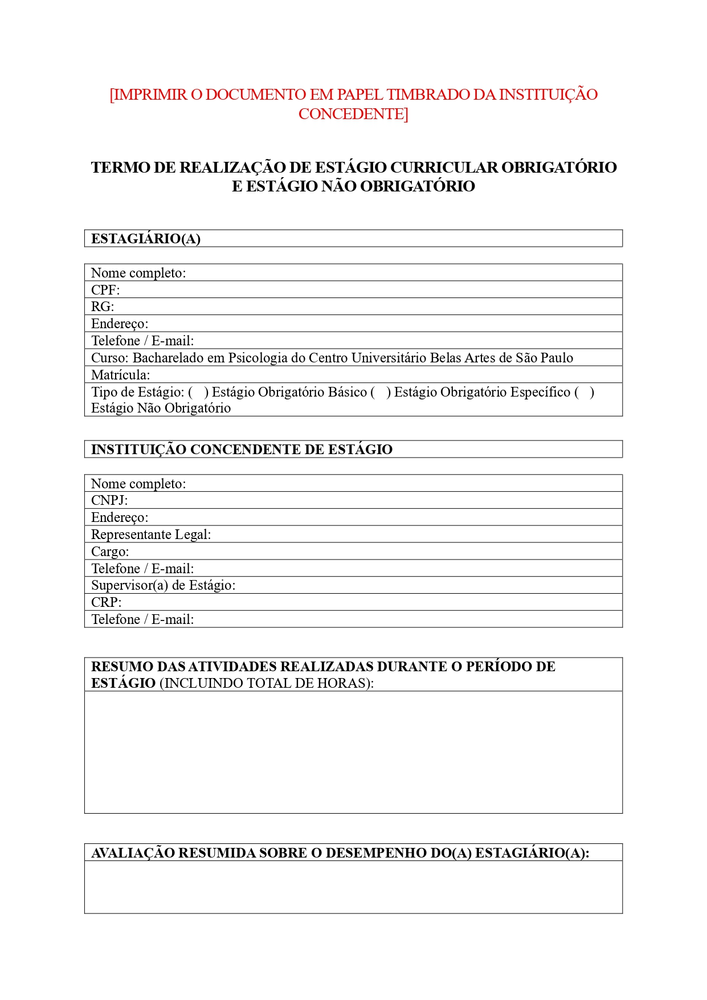 [IMPRIMIR O DOCUMENTO EM PAPEL TIMBRADO DA INSTITUIÇÃO
CONCEDENTE]
TERMO DE REALIZAÇÃO DE ESTÁGIO CURRICULAR OBRIGATÓRIO
E ESTÁGIO NÃO OBRIGATÓRIO
ESTAGIÁRIO(A)
Nome completo:
CPF:
RG:
Endereço:
Telefone / E-mail:
Curso: Bacharelado em Psicologia do Centro Universitário Belas Artes de São Paulo
Matrícula:
Tipo de Estágio: (   ) Estágio Obrigatório Básico (   ) Estágio Obrigatório Específico (   )
Estágio Não Obrigatório
INSTITUIÇÃO CONCENDENTE DE ESTÁGIO
Nome completo:
CNPJ:
Endereço:
Representante Legal:
Cargo:
Telefone / E-mail:
Supervisor(a) de Estágio:
CRP:
Telefone / E-mail:
RESUMO DAS ATIVIDADES REALIZADAS DURANTE O PERÍODO DE
ESTÁGIO (INCLUINDO TOTAL DE HORAS):
AVALIAÇÃO RESUMIDA SOBRE O DESEMPENHO DO(A) ESTAGIÁRIO(A):